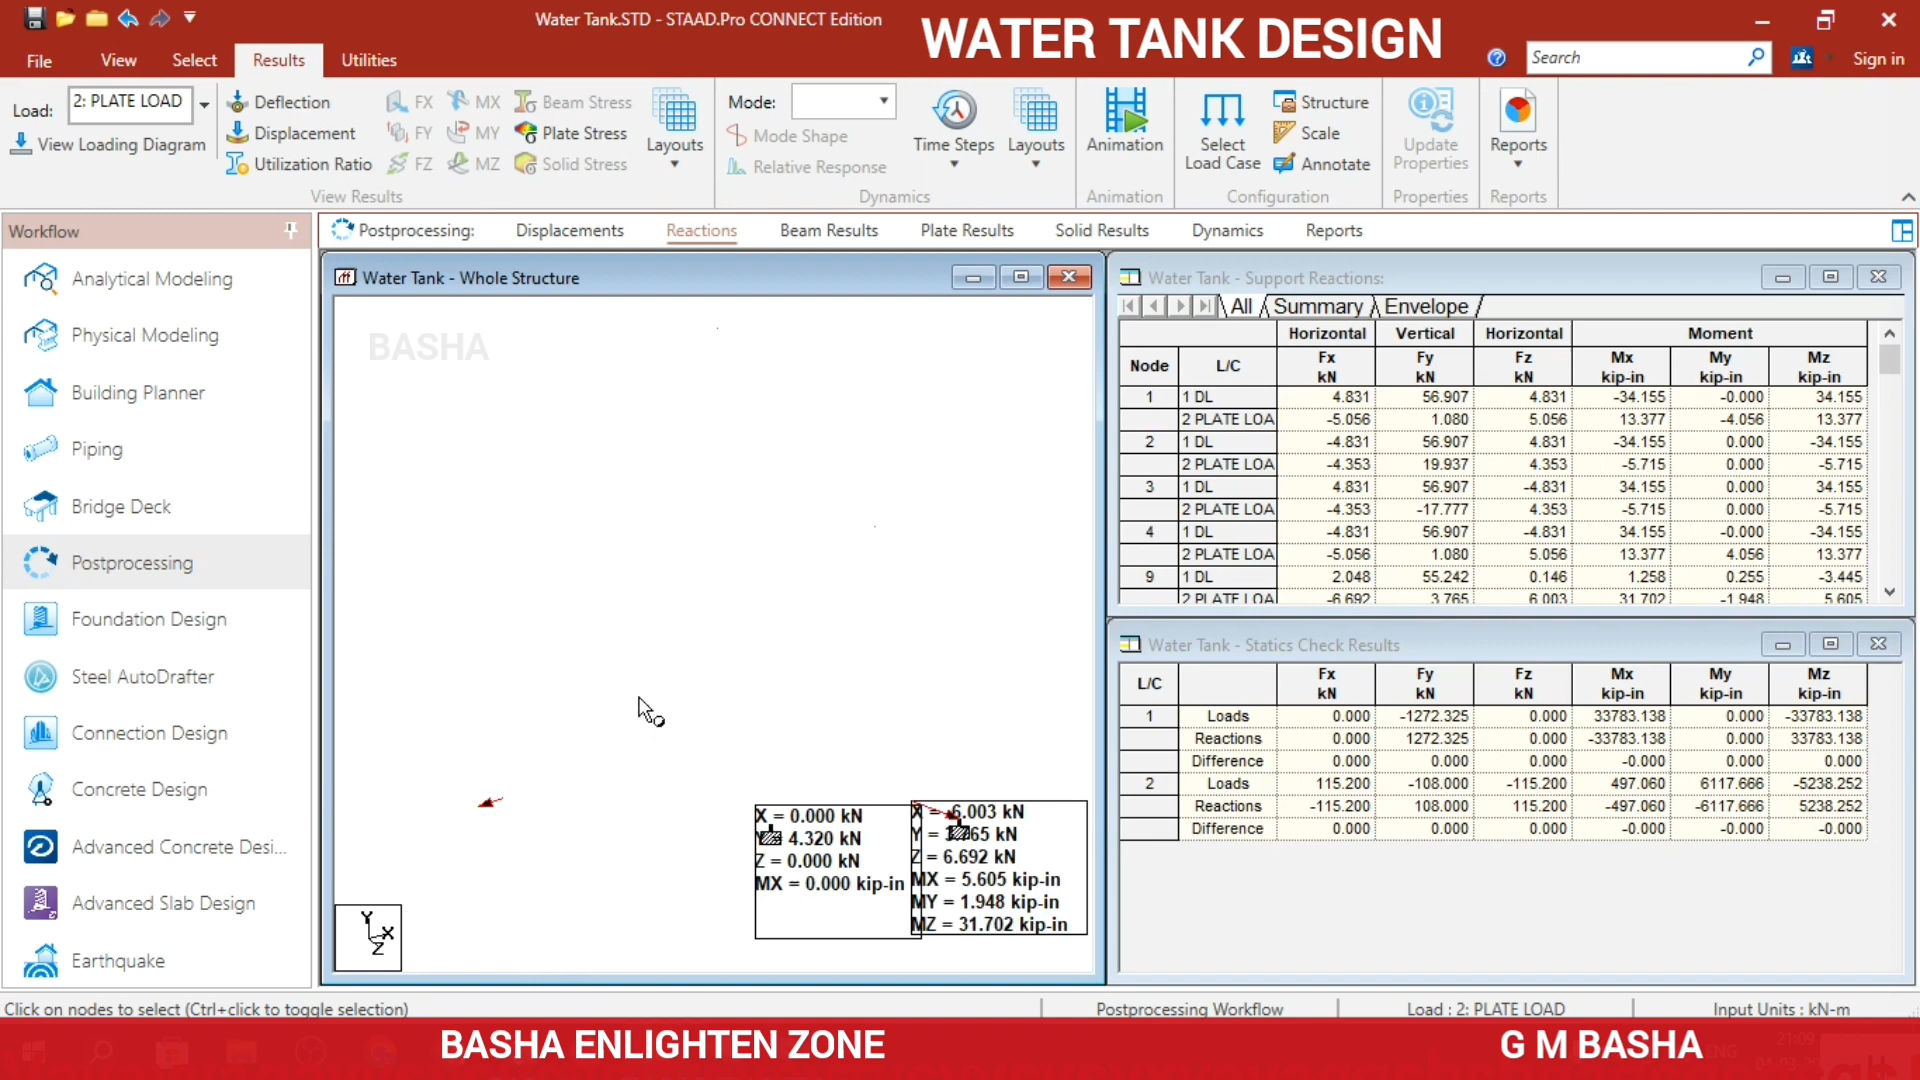 Water Tank.STD - STAAD.Pro CONNECT Edition
WATER TANK DESIGN
File View Select Results Utilities
Search
Sign in
Load: 2: PLATE LOAD
View Loading Diagram
Deflection
Displacement
Utilization Ratio
FX MX Beam Stress
FY MY Plate Stress
FZ MZ Solid Stress
Layouts
View Results
Mode:
Mode Shape
Relative Response
Time Steps
Layouts
Dynamics
Animation
Animation
Select Load Case
Structure
Scale
Annotate
Configuration
Update Properties
Properties
Reports
Reports
Workflow
Analytical Modeling
Physical Modeling
Building Planner
Piping
Bridge Deck
Postprocessing
Foundation Design
Steel AutoDrafter
Connection Design
Concrete Design
Advanced Concrete Desi...
Advanced Slab Design
Earthquake
Postprocessing: Displacements Reactions Beam Results Plate Results Solid Results Dynamics Reports
Water Tank - Whole Structure
BASHA
X = 0.000 kN
4.320 kN
Z = 0.000 kN
MX = 0.000 kip-in
6.003 kN
Z = 6.692 kN
MX = 5.605 kip-in
MY = 1.948 kip-in
MZ = 31.702 kip-in
Y
X
Z
Water Tank - Support Reactions:
All Summary Envelope
Horizontal Vertical Horizontal Moment
Node L/C Fx kN Fy kN Fz kN Mx kip-in My kip-in Mz kip-in
1 1 DL 4.831 56.907 4.831 -34.155 -0.000 34.155
2 PLATE LOA -5.056 1.080 5.056 13.377 -4.056 13.377
2 1 DL -4.831 56.907 4.831 -34.155 0.000 -34.155
2 PLATE LOA -4.353 19.937 4.353 -5.715 0.000 -5.715
3 1 DL 4.831 56.907 -4.831 34.155 0.000 34.155
2 PLATE LOA -4.353 -17.777 4.353 -5.715 0.000 -5.715
4 1 DL -4.831 56.907 -4.831 34.155 -0.000 -34.155
2 PLATE LOA -5.056 1.080 5.056 13.377 4.056 13.377
9 1 DL 2.048 55.242 0.146 1.258 0.255 -3.445
2 PLATE LOA -6.692 3.765 6.003 31.702 -1.948 5.605
Water Tank - Statics Check Results
L/C Fx kN Fy kN Fz kN Mx kip-in My kip-in Mz kip-in
1 Loads 0.000 -1272.325 0.000 33783.138 0.000 -33783.138
Reactions 0.000 1272.325 0.000 -33783.138 0.000 33783.138
Difference 0.000 0.000 0.000 -0.000 0.000 0.000
2 Loads 115.200 -108.000 -115.200 497.060 6117.666 -5238.252
Reactions -115.200 108.000 115.200 -497.060 -6117.666 5238.252
Difference 0.000 0.000 0.000 -0.000 -0.000 -0.000
Click on nodes to select (Ctrl+click to toggle selection)
Postprocessing Workflow
Load : 2: PLATE LOAD
Input Units : kN-m
BASHA ENLIGHTEN ZONE
G M BASHA